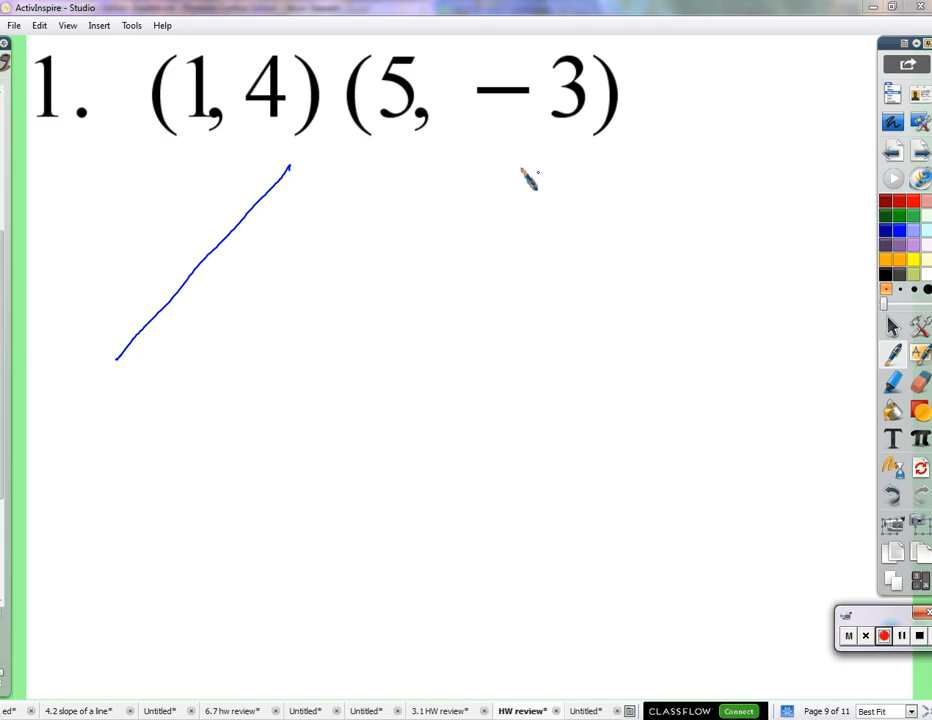 ActivInspire - Studio
File Edit View Insert Tools Help
1. (1, 4) (5, − 3)
ed* 4.2 slope of a line* Untitled* 6.7 hw review* Untitled* Untitled* 3.1 HW review* HW review* Untitled* CLASSFLOW Connect Page 9 of 11 Best Fit